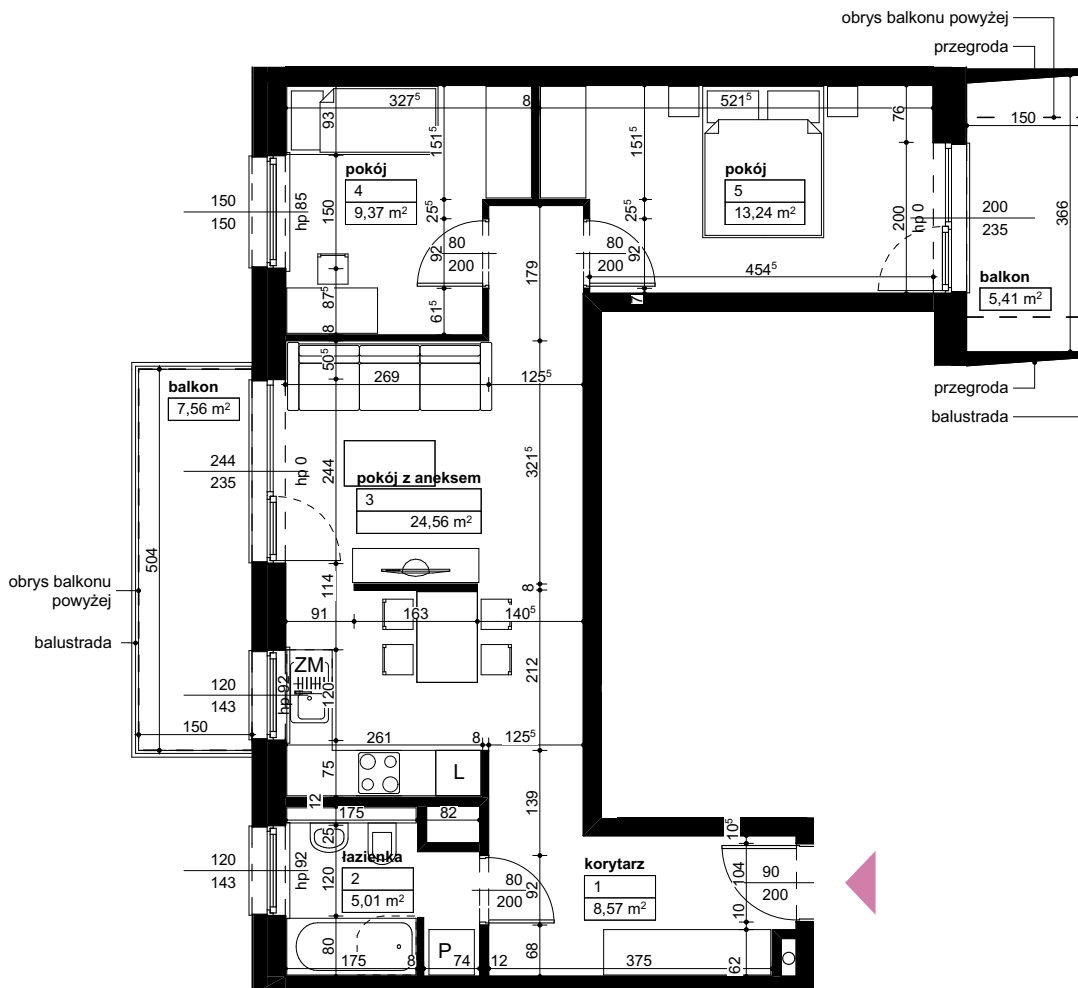 obrys balkonu powyżej
przegroda
327⁵
8
521⁵
93
151⁵
151⁵
76
150
pokój
4
9,37 m²
pokój
5
13,24 m²
150
150
hp 85
150
25⁵
25⁵
200
hp 0
200
235
366
92
80
200
179
80
200
92
454⁵
balkon
5,41 m²
87⁵
61⁵
7
8
50⁵
przegroda
balustrada
balkon
7,56 m²
269
125⁵
244
235
hp 0
244
321⁵
pokój z aneksem
3
24,56 m²
504
obrys balkonu
powyżej
balustrada
114
8
91
163
140⁵
ZM
120
143
hp 92
120
212
150
261
8
125⁵
75
L
139
12
175
82
25
10⁵
łazienka
2
5,01 m²
korytarz
1
8,57 m²
120
143
hp 92
120
80
200
92
104
90
200
10
80
P
68
62
175
8
74
12
375